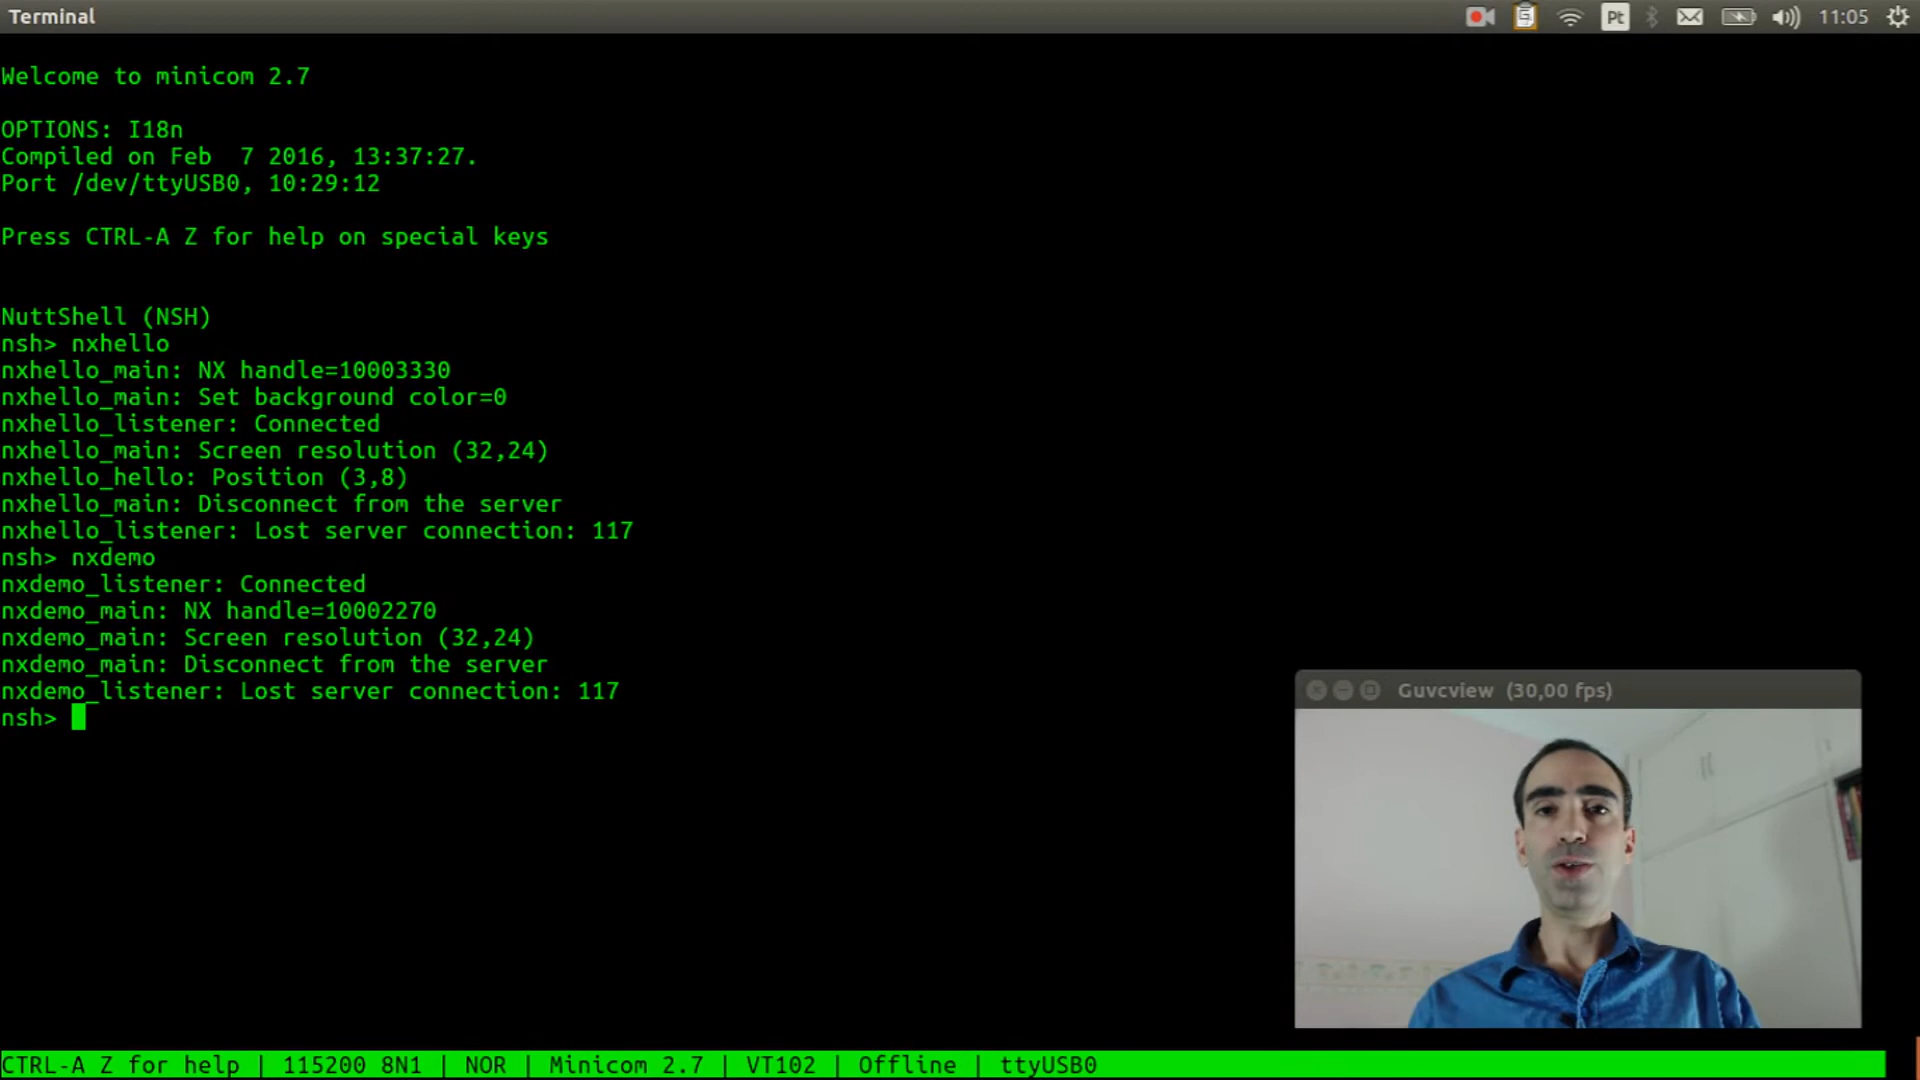 Terminal
Pt
11:05
Welcome to minicom 2.7
OPTIONS: I18n
Compiled on Feb  7 2016, 13:37:27.
Port /dev/ttyUSB0, 10:29:12
Press CTRL-A Z for help on special keys
NuttShell (NSH)
nsh> nxhello
nxhello_main: NX handle=10003330
nxhello_main: Set background color=0
nxhello_listener: Connected
nxhello_main: Screen resolution (32,24)
nxhello_hello: Position (3,8)
nxhello_main: Disconnect from the server
nxhello_listener: Lost server connection: 117
nsh> nxdemo
nxdemo_listener: Connected
nxdemo_main: NX handle=10002270
nxdemo_main: Screen resolution (32,24)
nxdemo_main: Disconnect from the server
nxdemo_listener: Lost server connection: 117
nsh>
Guvcview (30,00 fps)
CTRL-A Z for help | 115200 8N1 | NOR | Minicom 2.7 | VT102 | Offline | ttyUSB0